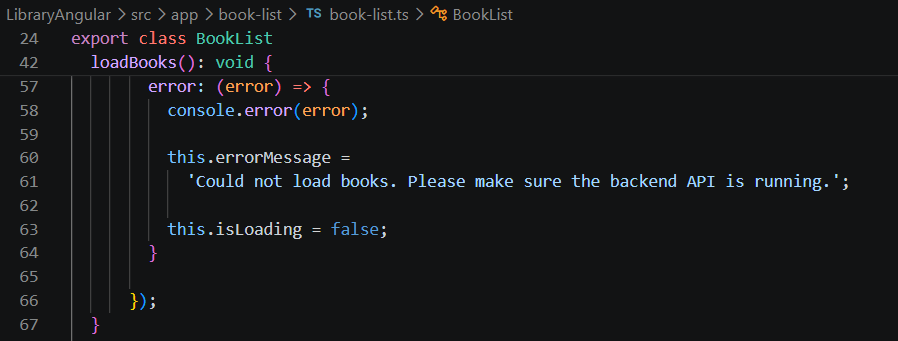 LibraryAngular > src > app > book-list > TS book-list.ts > BookList
24 export class BookList
42 loadBooks(): void {
57 error: (error) => {
58 console.error(error);
59
60 this.errorMessage =
61 'Could not load books. Please make sure the backend API is running.';
62
63 this.isLoading = false;
64 }
65
66 });
67 }